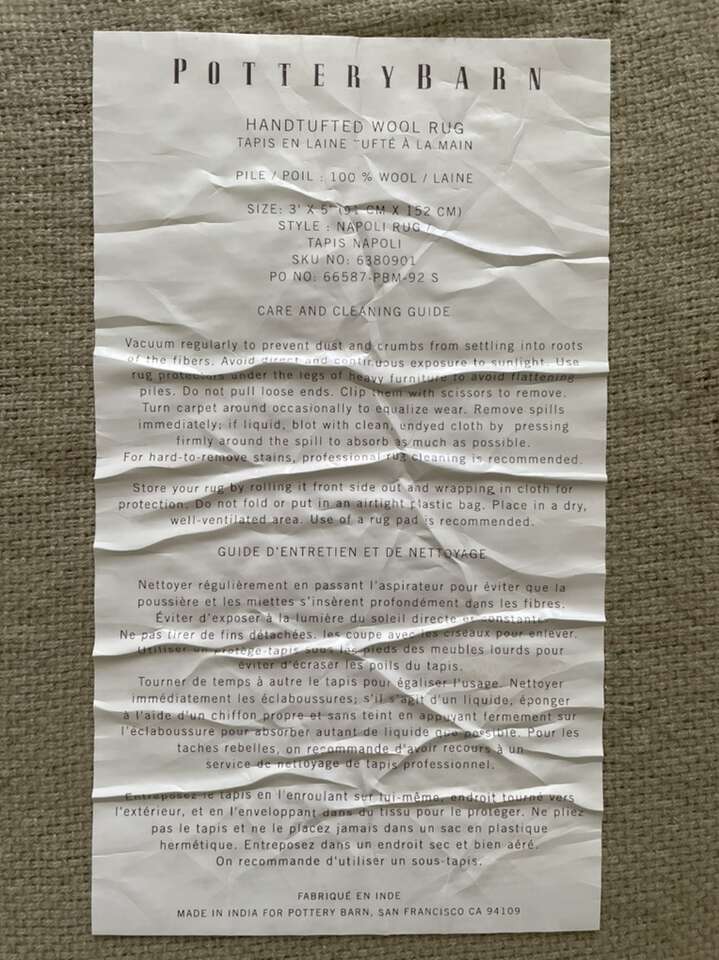 POTTERYBARN
HANDTUFTED WOOL RUG
TAPIS EN LAINE TUFTÉ À LA MAIN
PILE / POIL : 100 % WOOL / LAINE
SIZE: 3' X 5' (91 CM X 152 CM)
STYLE : NAPOLI RUG /
TAPIS NAPOLI
SKU NO: 6380901
PO NO: 66587-PBM-92 S
CARE AND CLEANING GUIDE
Vacuum regularly to prevent dust and crumbs from settling into roots
of the fibers. Avoid direct and continuous exposure to sunlight. Use
rug protectors under the legs of heavy furniture to avoid flattening
piles. Do not pull loose ends. Clip them with scissors to remove.
Turn carpet around occasionally to equalize wear. Remove spills
immediately; if liquid, blot with clean, undyed cloth by pressing
firmly around the spill to absorb as much as possible.
For hard-to-remove stains, professional rug cleaning is recommended.
Store your rug by rolling it front side out and wrapping in cloth for
protection. Do not fold or put in an airtight plastic bag. Place in a dry,
well-ventilated area. Use of a rug pad is recommended.
GUIDE D'ENTRETIEN ET DE NETTOYAGE
Nettoyer régulièrement en passant l'aspirateur pour éviter que la
poussière et les miettes s'insèrent profondément dans les fibres.
Éviter d'exposer à la lumière du soleil directe et constante.
Ne pas tirer de fins détachées. les coupe avec les ciseaux pour enlever.
Utiliser un protège-tapis sous les pieds des meubles lourds pour
éviter d'écraser les poils du tapis.
Tourner de temps à autre le tapis pour égaliser l'usage. Nettoyer
immédiatement les éclaboussures; s'il s'agit d'un liquide, éponger
à l'aide d'un chiffon propre et sans teint en appuyant fermement sur
l'éclaboussure pour absorber autant de liquide que possible. Pour les
taches rebelles, on recommande d'avoir recours à un
service de nettoyage de tapis professionnel.
Entreposez le tapis en l'enroulant sur lui-même, endroit tourné vers
l'extérieur, et en l'enveloppant dans du tissu pour le protéger. Ne pliez
pas le tapis et ne le placez jamais dans un sac en plastique
hermétique. Entreposez dans un endroit sec et bien aéré.
On recommande d'utiliser un sous-tapis.
FABRIQUÉ EN INDE
MADE IN INDIA FOR POTTERY BARN, SAN FRANCISCO CA 94109